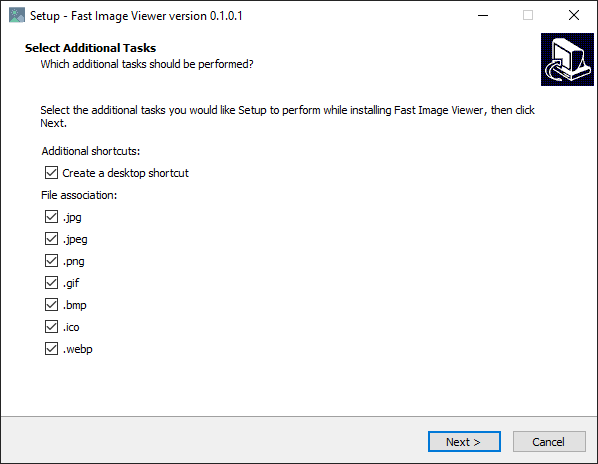 Setup - Fast Image Viewer version 0.1.0.1
Select Additional Tasks
Which additional tasks should be performed?
Select the additional tasks you would like Setup to perform while installing Fast Image Viewer, then click
Next.
Additional shortcuts:
Create a desktop shortcut
File association:
.jpg
.jpeg
.png
.gif
.bmp
.ico
.webp
Next >
Cancel